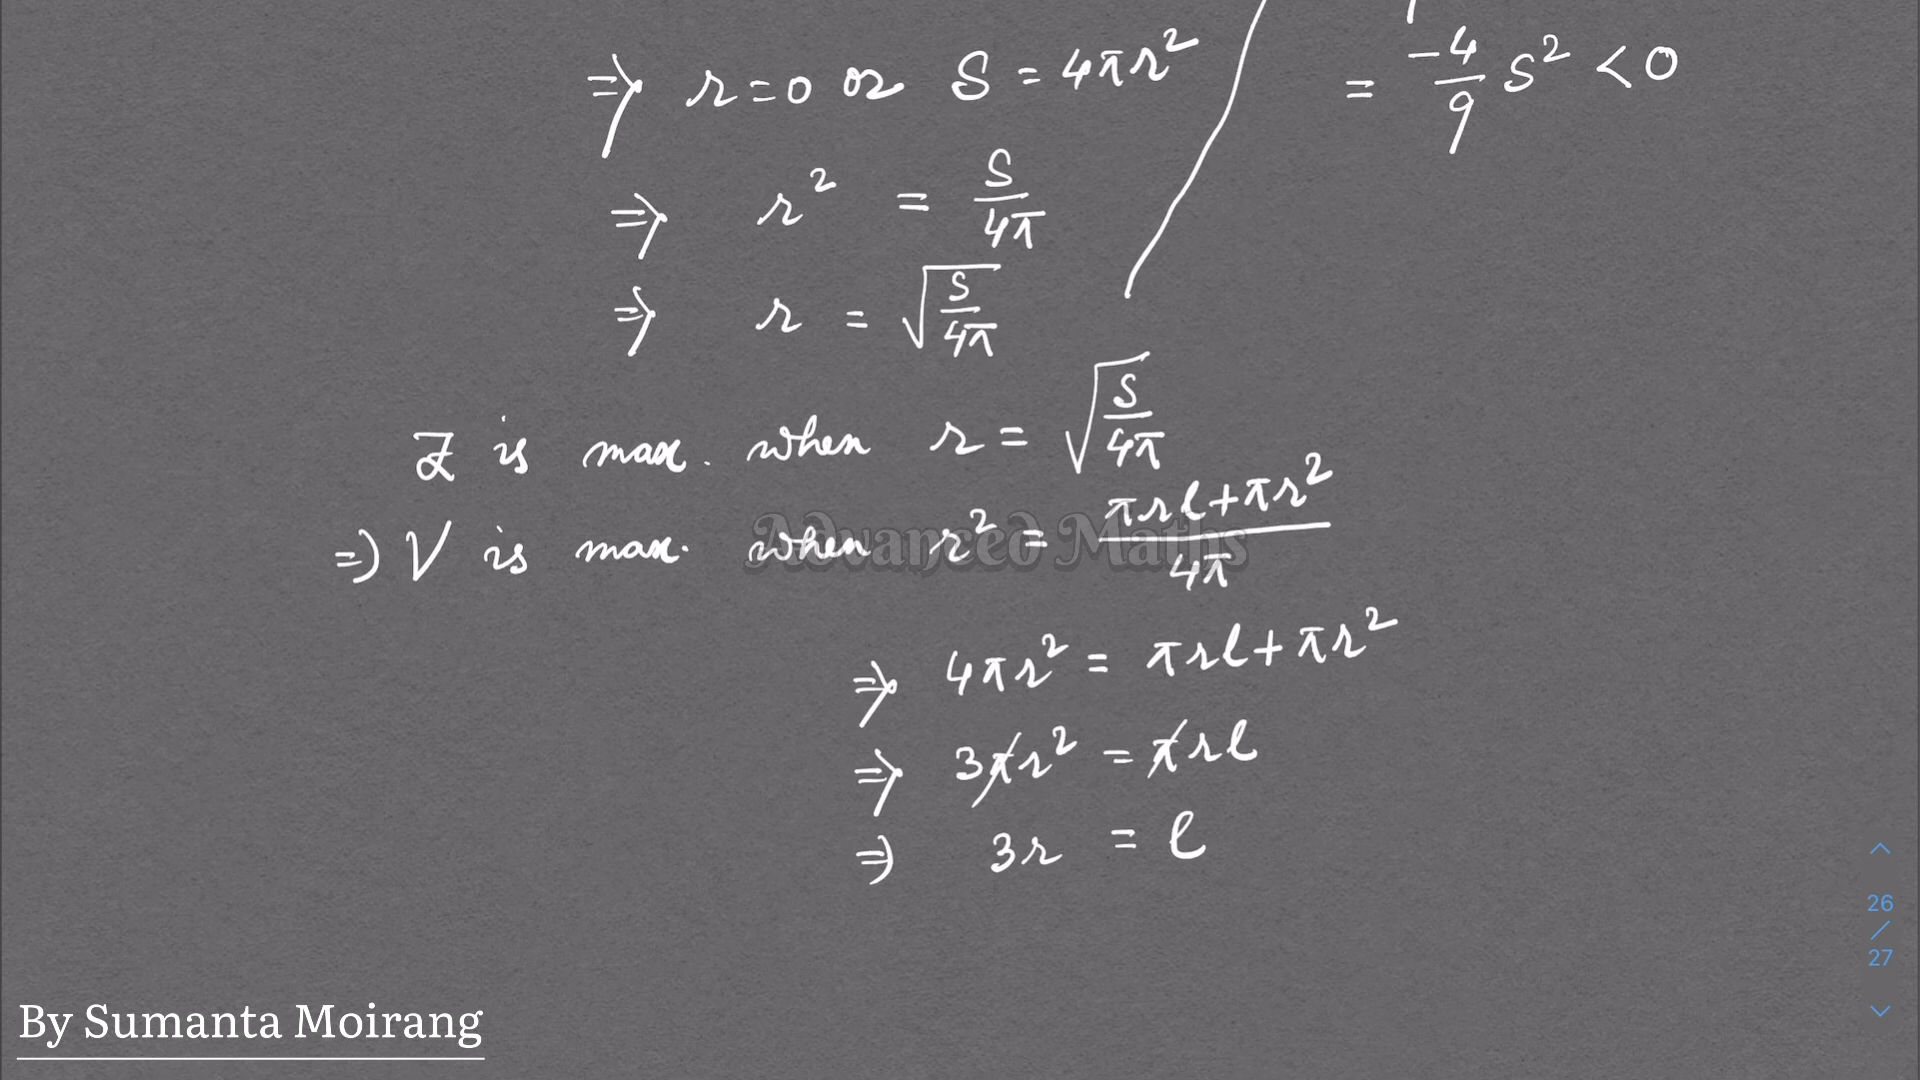 ⇒ r=0 or S = 4πr²
= -4/9 S² < 0
⇒ r² = S/4π
⇒ r = √(S/4π)
Z is max. when r = √(S/4π)
⇒ V is max. when r² = (πrl+πr²)/4π
Advanced Maths
⇒ 4πr² = πrl+πr²
⇒ 3πr² = πrl
⇒ 3r = l
26
/
27
By Sumanta Moirang